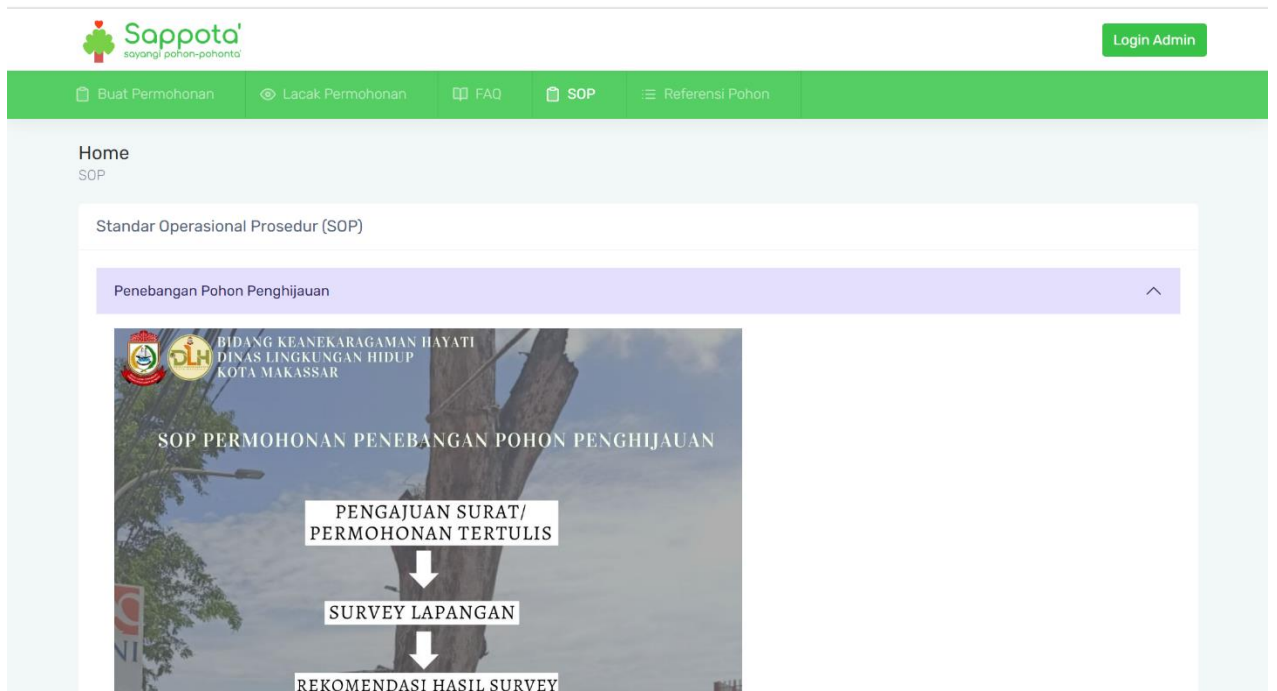 Sappota'
sayangi pohon-pohonta'
Login Admin
Buat Permohonan
Lacak Permohonan
FAQ
SOP
Referensi Pohon
Home
SOP
Standar Operasional Prosedur (SOP)
Penebangan Pohon Penghijauan
DLH
BIDANG KEANEKARAGAMAN HAYATI
DINAS LINGKUNGAN HIDUP
KOTA MAKASSAR
SOP PERMOHONAN PENEBANGAN POHON PENGHIJAUAN
PENGAJUAN SURAT/
PERMOHONAN TERTULIS
SURVEY LAPANGAN
REKOMENDASI HASIL SURVEY